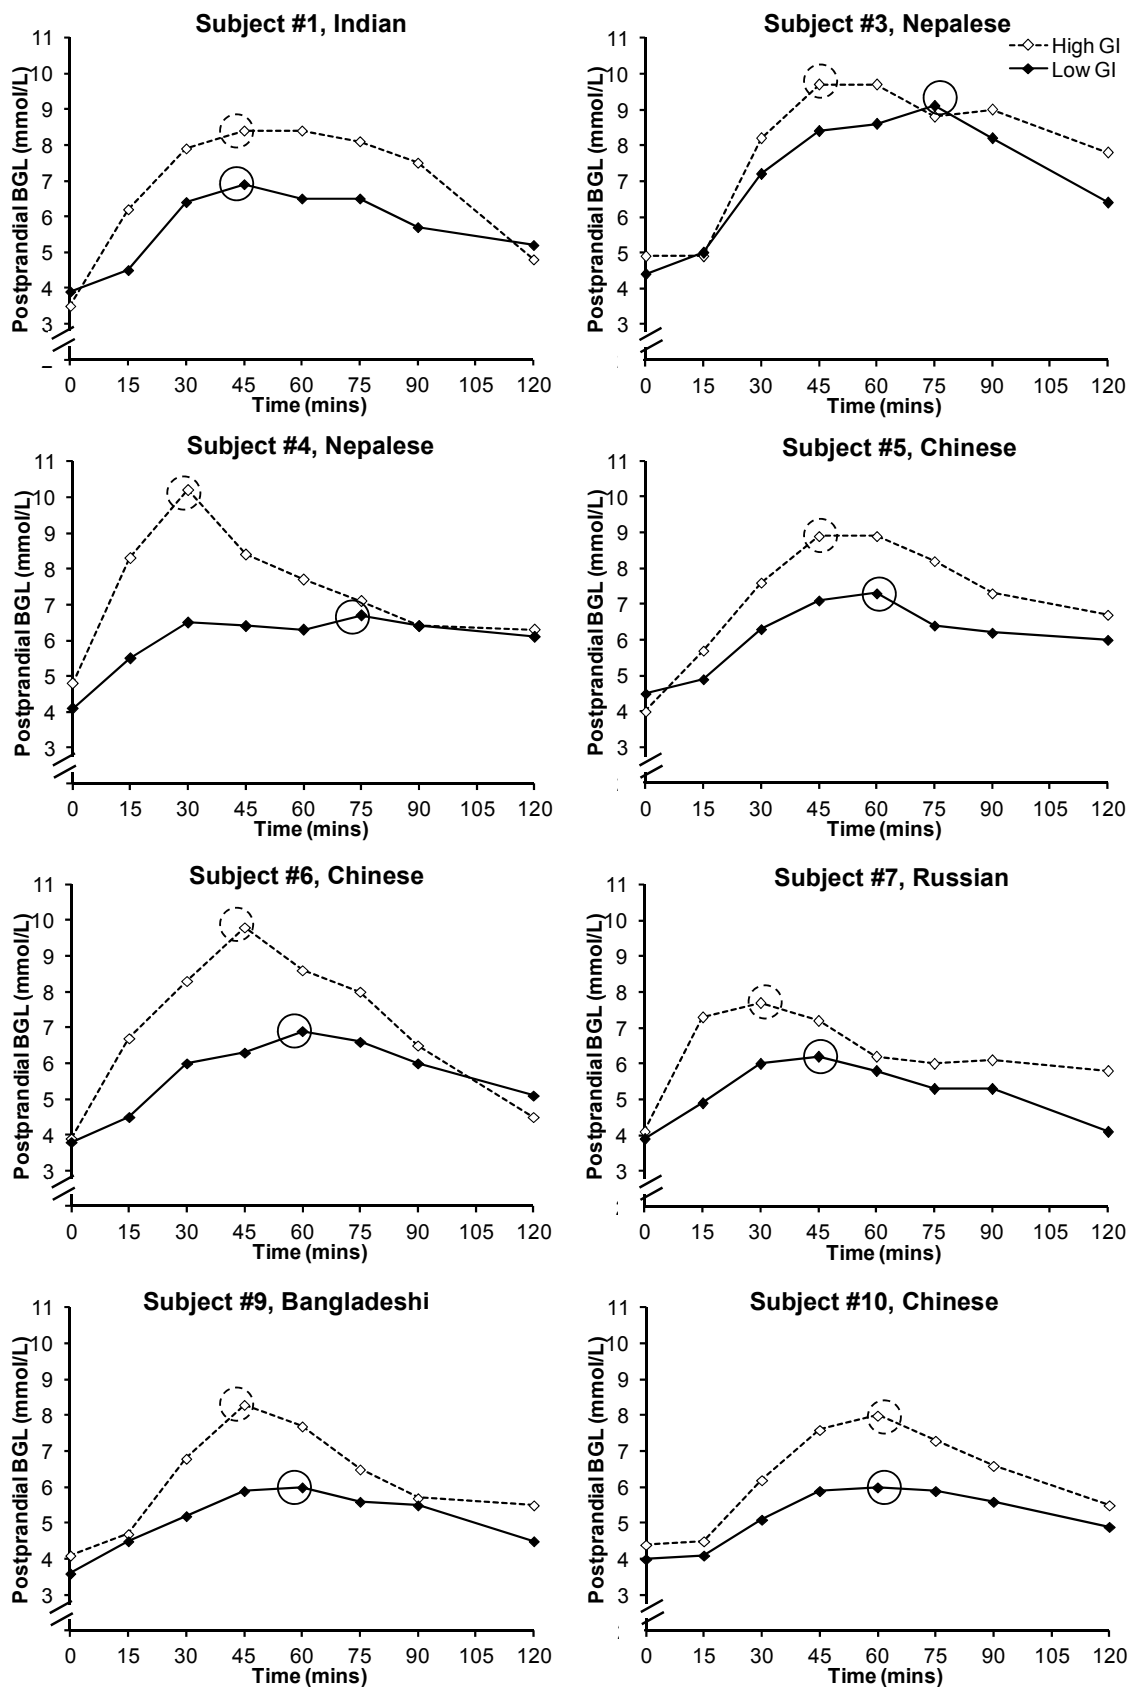 Subject #1, Indian
Postprandial BGL (mmol/L)
11
10
9
8
7
6
5
4
3
0 15 30 45 60 75 90 105 120
Time (mins)
Subject #3, Nepalese
High GI
Low GI
Postprandial BGL (mmol/L)
11
10
9
8
7
6
5
4
3
0 15 30 45 60 75 90 105 120
Time (mins)
Subject #4, Nepalese
Postprandial BGL (mmol/L)
11
10
9
8
7
6
5
4
3
0 15 30 45 60 75 90 105 120
Time (mins)
Subject #5, Chinese
Postprandial BGL (mmol/L)
11
10
9
8
7
6
5
4
3
0 15 30 45 60 75 90 105 120
Time (mins)
Subject #6, Chinese
Postprandial BGL (mmol/L)
11
10
9
8
7
6
5
4
3
0 15 30 45 60 75 90 105 120
Time (mins)
Subject #7, Russian
Postprandial BGL (mmol/L)
11
10
9
8
7
6
5
4
3
0 15 30 45 60 75 90 105 120
Time (mins)
Subject #9, Bangladeshi
Postprandial BGL (mmol/L)
11
10
9
8
7
6
5
4
3
0 15 30 45 60 75 90 105 120
Time (mins)
Subject #10, Chinese
Postprandial BGL (mmol/L)
11
10
9
8
7
6
5
4
3
0 15 30 45 60 75 90 105 120
Time (mins)